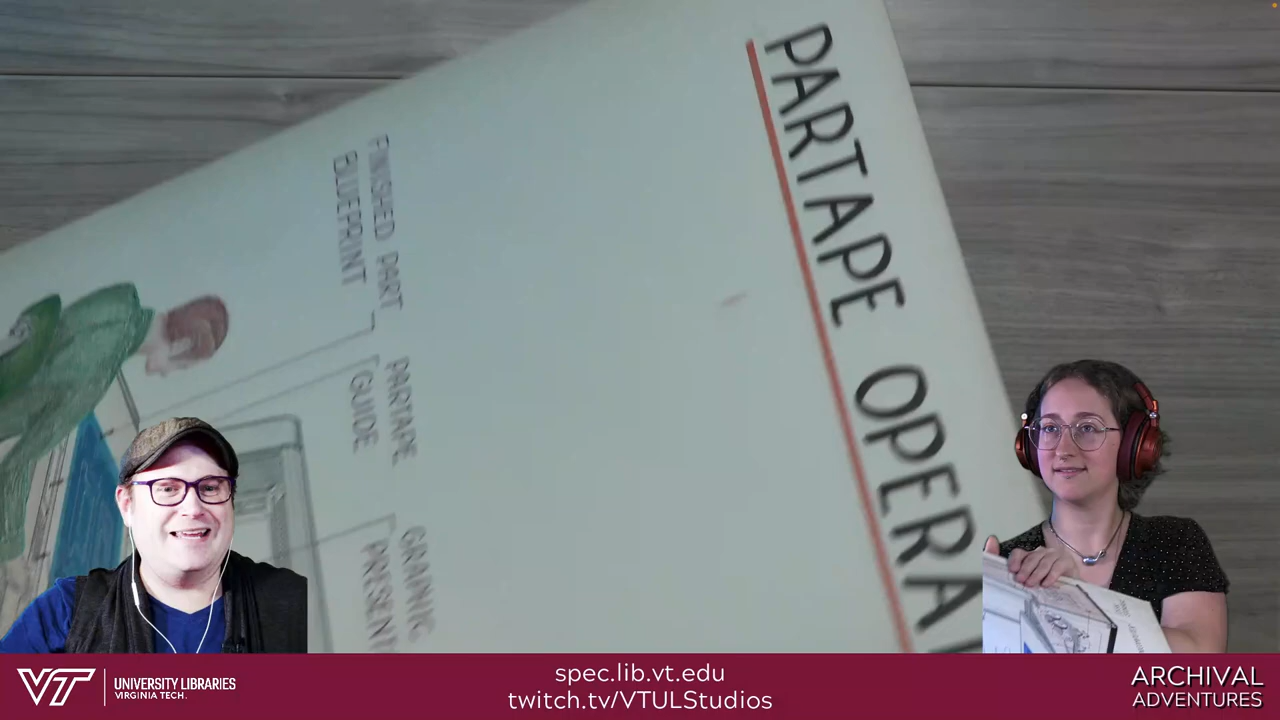 PARTAPE OPERA
FINISHED PART
BLUEPRINT
PARTAPE
GUIDE
PRESENT
VT
UNIVERSITY LIBRARIES
VIRGINIA TECH.
spec.lib.vt.edu
twitch.tv/VTULStudios
ARCHIVAL
ADVENTURES